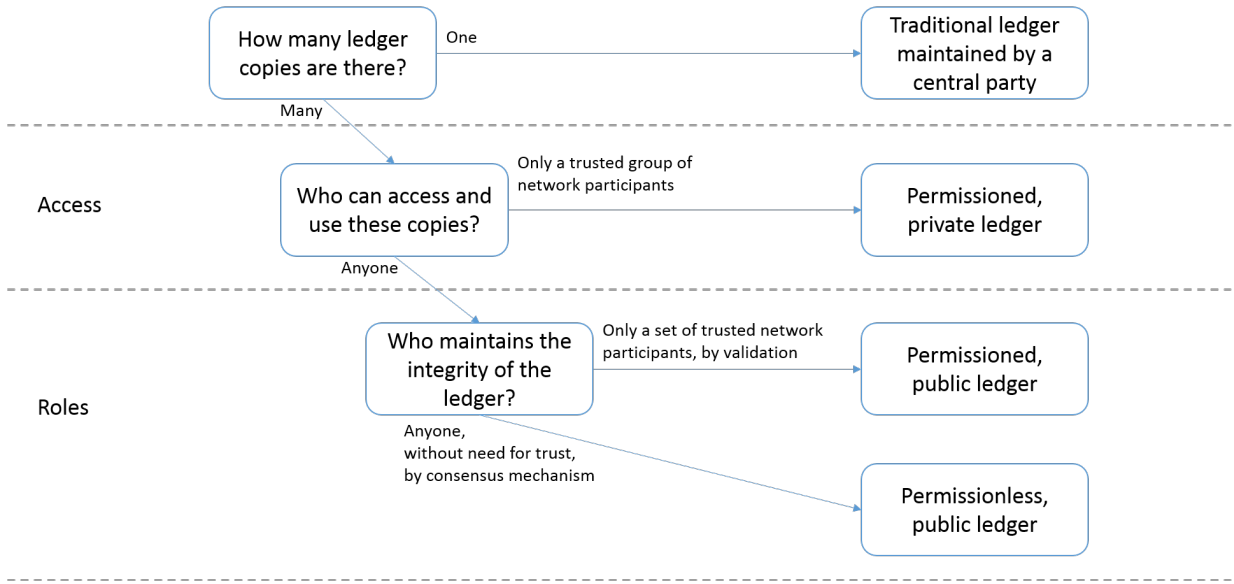 How many ledger
copies are there?
One
Traditional ledger
maintained by a
central party
Many
Access
Who can access and
use these copies?
Only a trusted group of
network participants
Permissioned,
private ledger
Anyone
Roles
Who maintains the
integrity of the
ledger?
Only a set of trusted network
participants, by validation
Permissioned,
public ledger
Anyone,
without need for trust,
by consensus mechanism
Permissionless,
public ledger